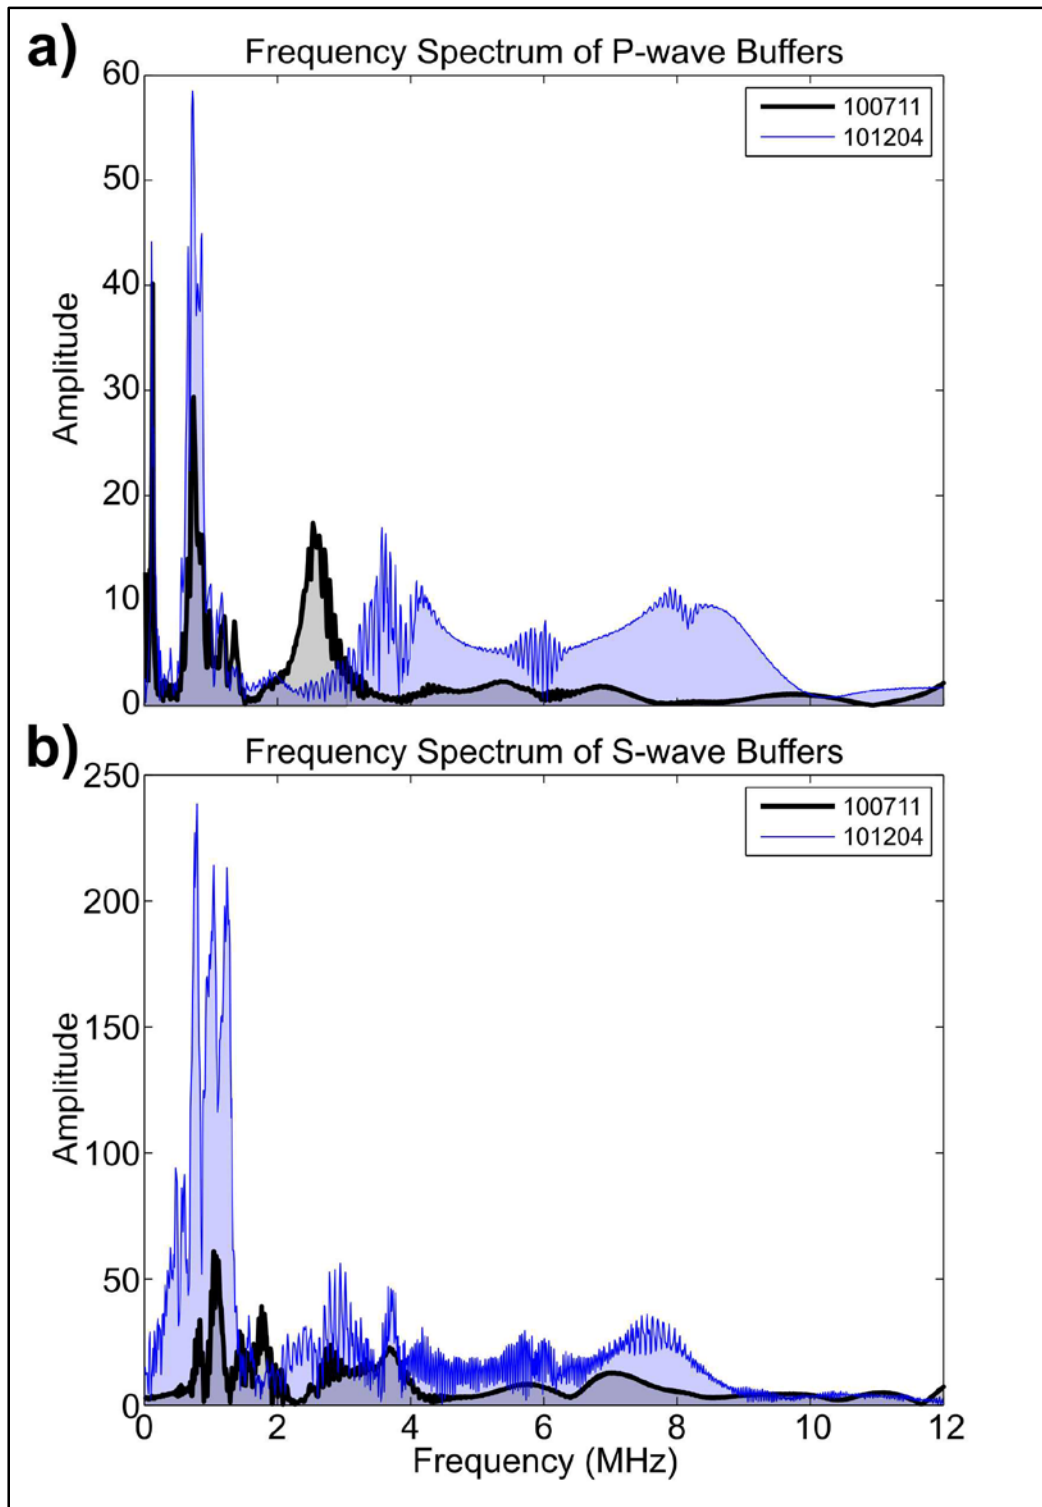 a)
Frequency Spectrum of P-wave Buffers
60
50
40
30
20
10
0
Amplitude
100711
101204
b)
Frequency Spectrum of S-wave Buffers
250
200
150
100
50
0
Amplitude
100711
101204
0 2 4 6 8 10 12
Frequency (MHz)